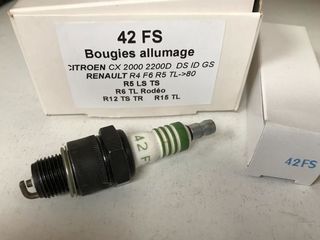 42 FS
Bougies allumage
CITROEN CX 2000 2200D DS ID GS
RENAULT R4 F6 R5 TL->80
R5 LS TS
R6 TL Rodéo
R12 TS TR R15 TL
42 F
42FS